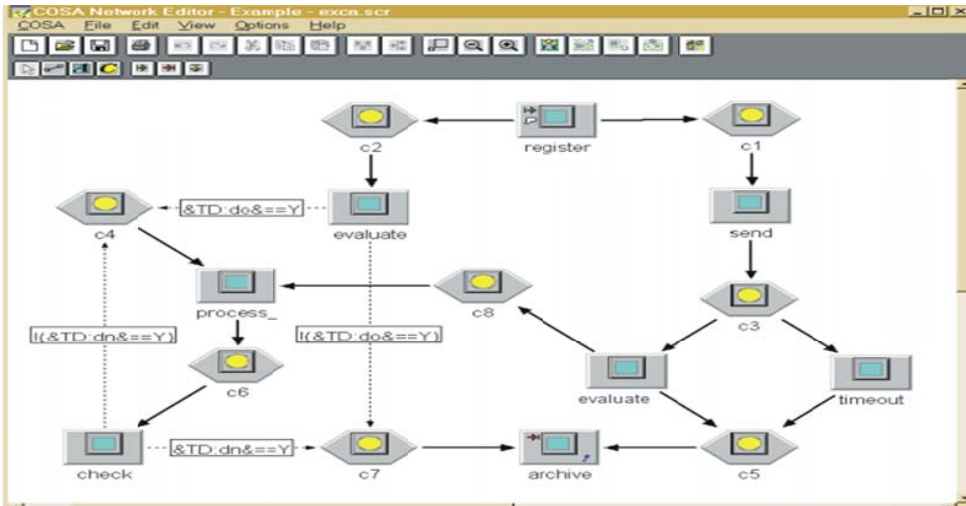 COSA Network Editor - Example - exca.scr
COSA File Edit View Options Help
c2 register c1
&TD:do&==Y
c4 evaluate send
process_ c8 c3
!(&TD:dn&==Y) !(&TD:do&==Y)
c6 evaluate timeout
&TD:dn&==Y
check c7 archive c5